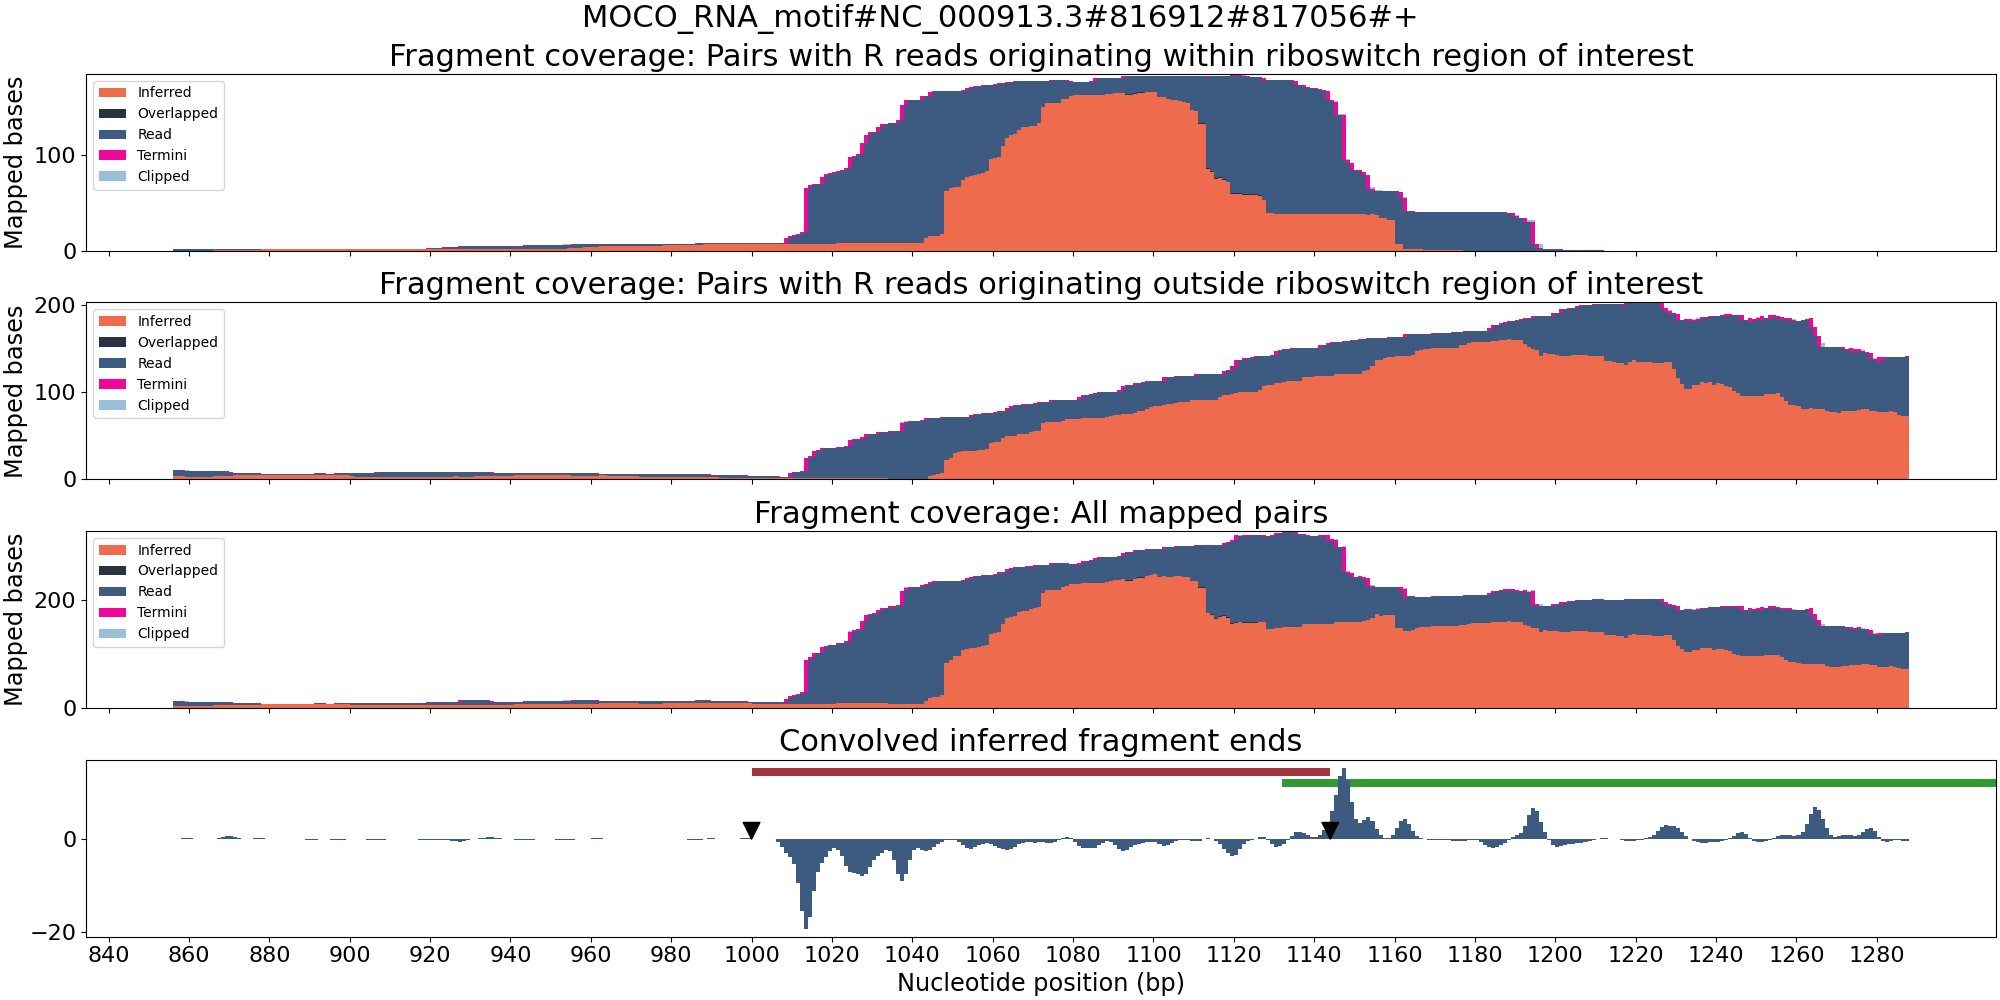 MOCO_RNA_motif#NC_000913.3#816912#817056#+
Fragment coverage: Pairs with R reads originating within riboswitch region of interest
Mapped bases
100
0
Inferred
Overlapped
Read
Termini
Clipped
Fragment coverage: Pairs with R reads originating outside riboswitch region of interest
Mapped bases
200
100
0
Inferred
Overlapped
Read
Termini
Clipped
Fragment coverage: All mapped pairs
Mapped bases
200
0
Inferred
Overlapped
Read
Termini
Clipped
Convolved inferred fragment ends
0
−20
840 860 880 900 920 940 960 980 1000 1020 1040 1060 1080 1100 1120 1140 1160 1180 1200 1220 1240 1260 1280
Nucleotide position (bp)